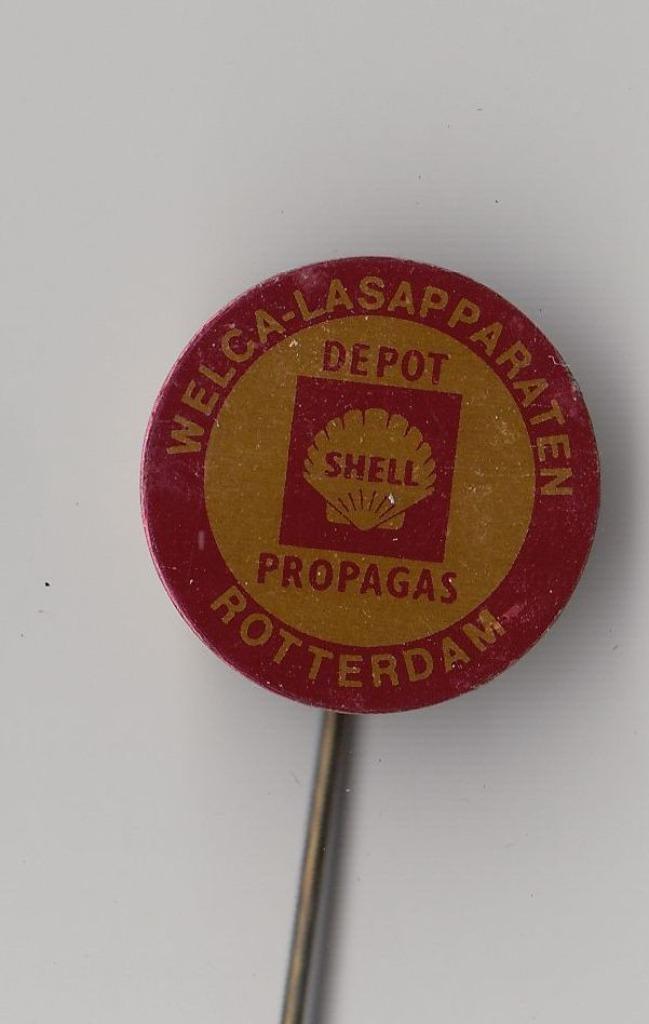 WELCA-LASAPPARATEN
DEPOT
SHELL
PROPAGAS
ROTTERDAM